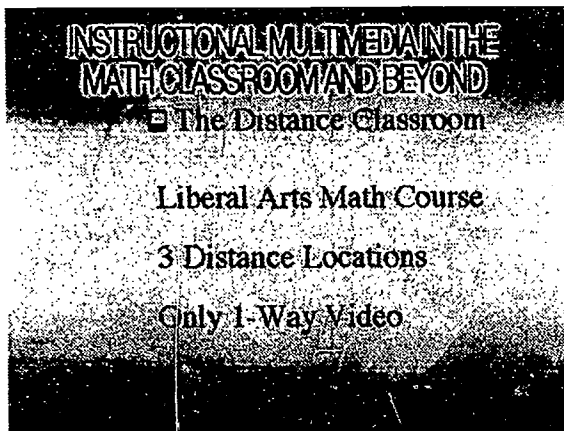 INSTRUCTIONAL MULTIMEDIA IN THE
MATH CLASSROOM AND BEYOND
❑ The Distance Classroom
Liberal Arts Math Course
3 Distance Locations
Only 1-Way Video